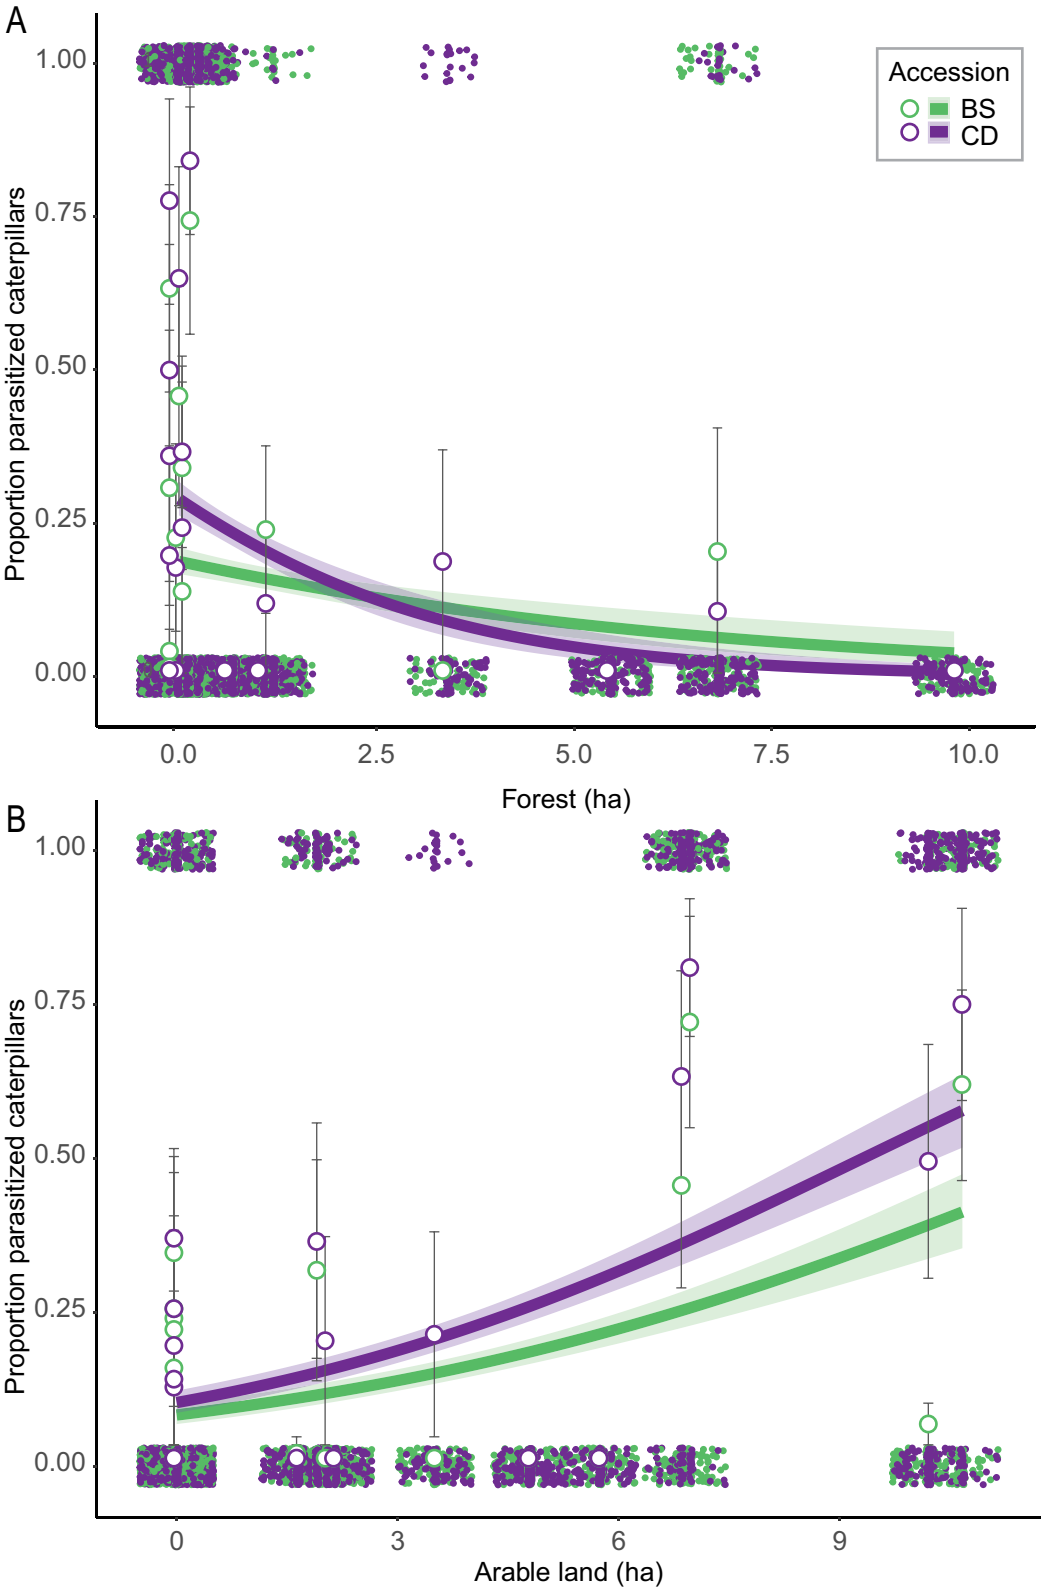 A
1.00
0.75
0.50
0.25
0.00
Proportion parasitized caterpillars
Accession
BS
CD
0.0 2.5 5.0 7.5 10.0
Forest (ha)
B
1.00
0.75
0.50
0.25
0.00
Proportion parasitized caterpillars
0 3 6 9
Arable land (ha)